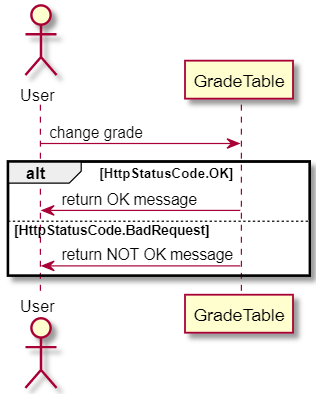 User
GradeTable
change grade
alt [HttpStatusCode.OK]
return OK message
[HttpStatusCode.BadRequest]
return NOT OK message
User
GradeTable